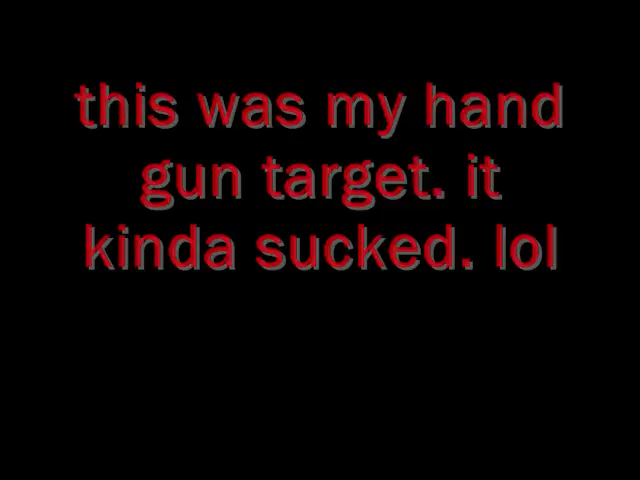 this was my hand
gun target. it
kinda sucked. lol